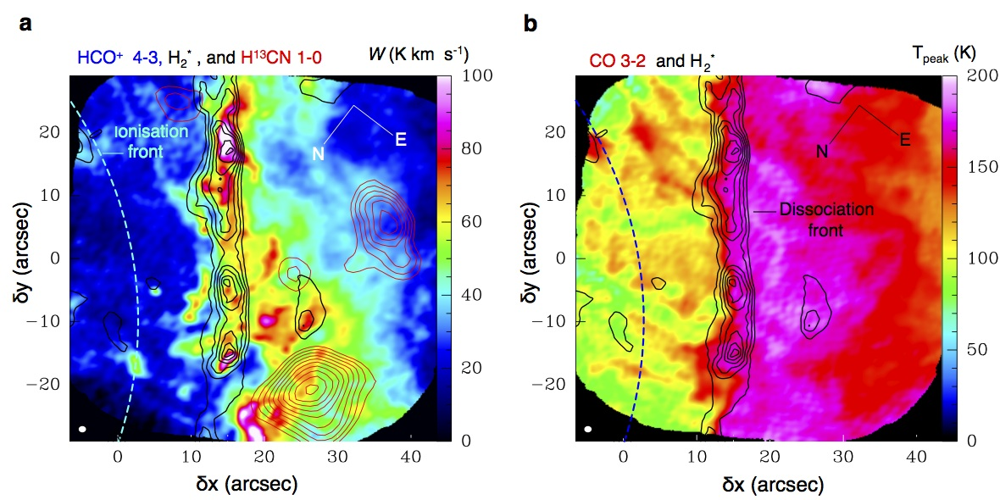 a
HCO⁺ 4-3, H₂*, and H¹³CN 1-0
W (K km s⁻¹)
Ionisation
front
N
E
100
80
60
40
20
0
20
10
0
−10
−20
δy (arcsec)
0
10
20
30
40
δx (arcsec)
b
CO 3-2 and H₂*
Tpeak (K)
N
E
Dissociation
front
200
150
100
50
0
20
10
0
−10
−20
δy (arcsec)
0
10
20
30
40
δx (arcsec)